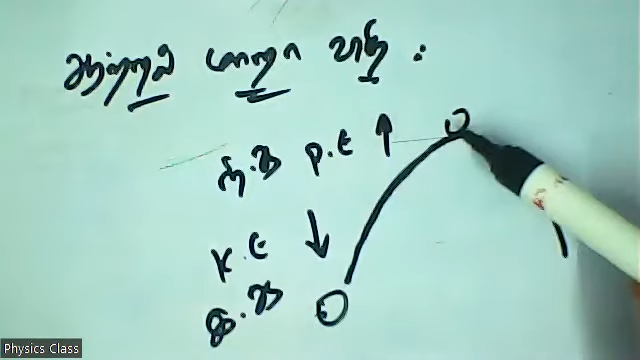 ஆற்றல் மாறா விதி :
நி.ஆ P.E ↑
K.E ↓
இ.ஆ
Physics Class